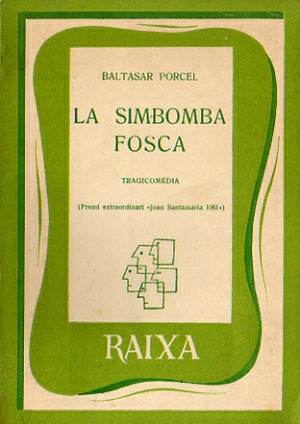 BALTASAR PORCEL
LA SIMBOMBA
FOSCA
TRAGICOMÈDIA
(Premi extraordinari «Joan Santamaria 1961»)
RAIXA